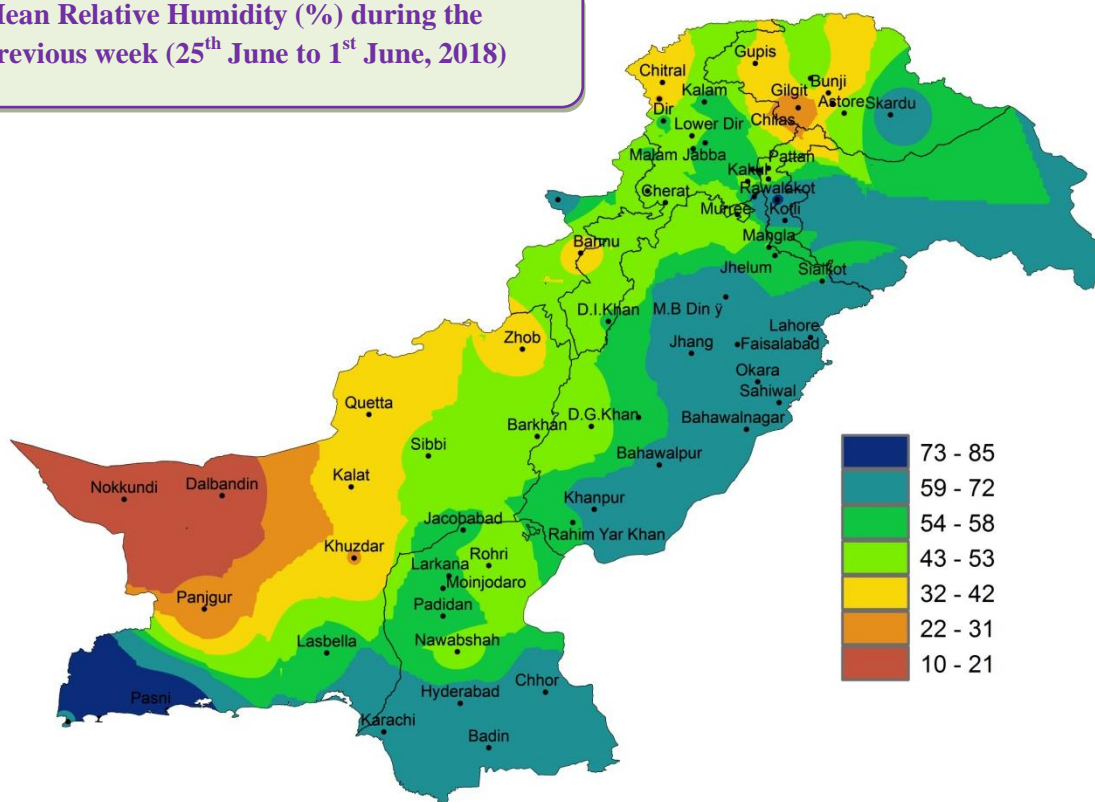 ean Relative Humidity (%) during the
revious week (25th June to 1st June, 2018)
Gupis
Chitral
Bunji
Kalam
Gilgit
Dir
Astore
Skardu
Chilas
Lower Dir
Malam Jabba
Pattan
Kakul
Cherat
Rawalakot
Murree
Kotli
Bannu
Mangla
Jhelum
Sialkot
D.I.Khan
M.B Din ÿ
Zhob
Lahore
Jhang
Faisalabad
Okara
Sahiwal
Quetta
D.G.Khan
Bahawalnagar
Barkhan
Sibbi
Bahawalpur
Kalat
Nokkundi
Dalbandin
Khanpur
Jacobabad
Rahim Yar Khan
Khuzdar
Rohri
Larkana
Moinjodaro
Panjgur
Padidan
Lasbella
Nawabshah
Pasni
Hyderabad
Chhor
Karachi
Badin
73 - 85
59 - 72
54 - 58
43 - 53
32 - 42
22 - 31
10 - 21